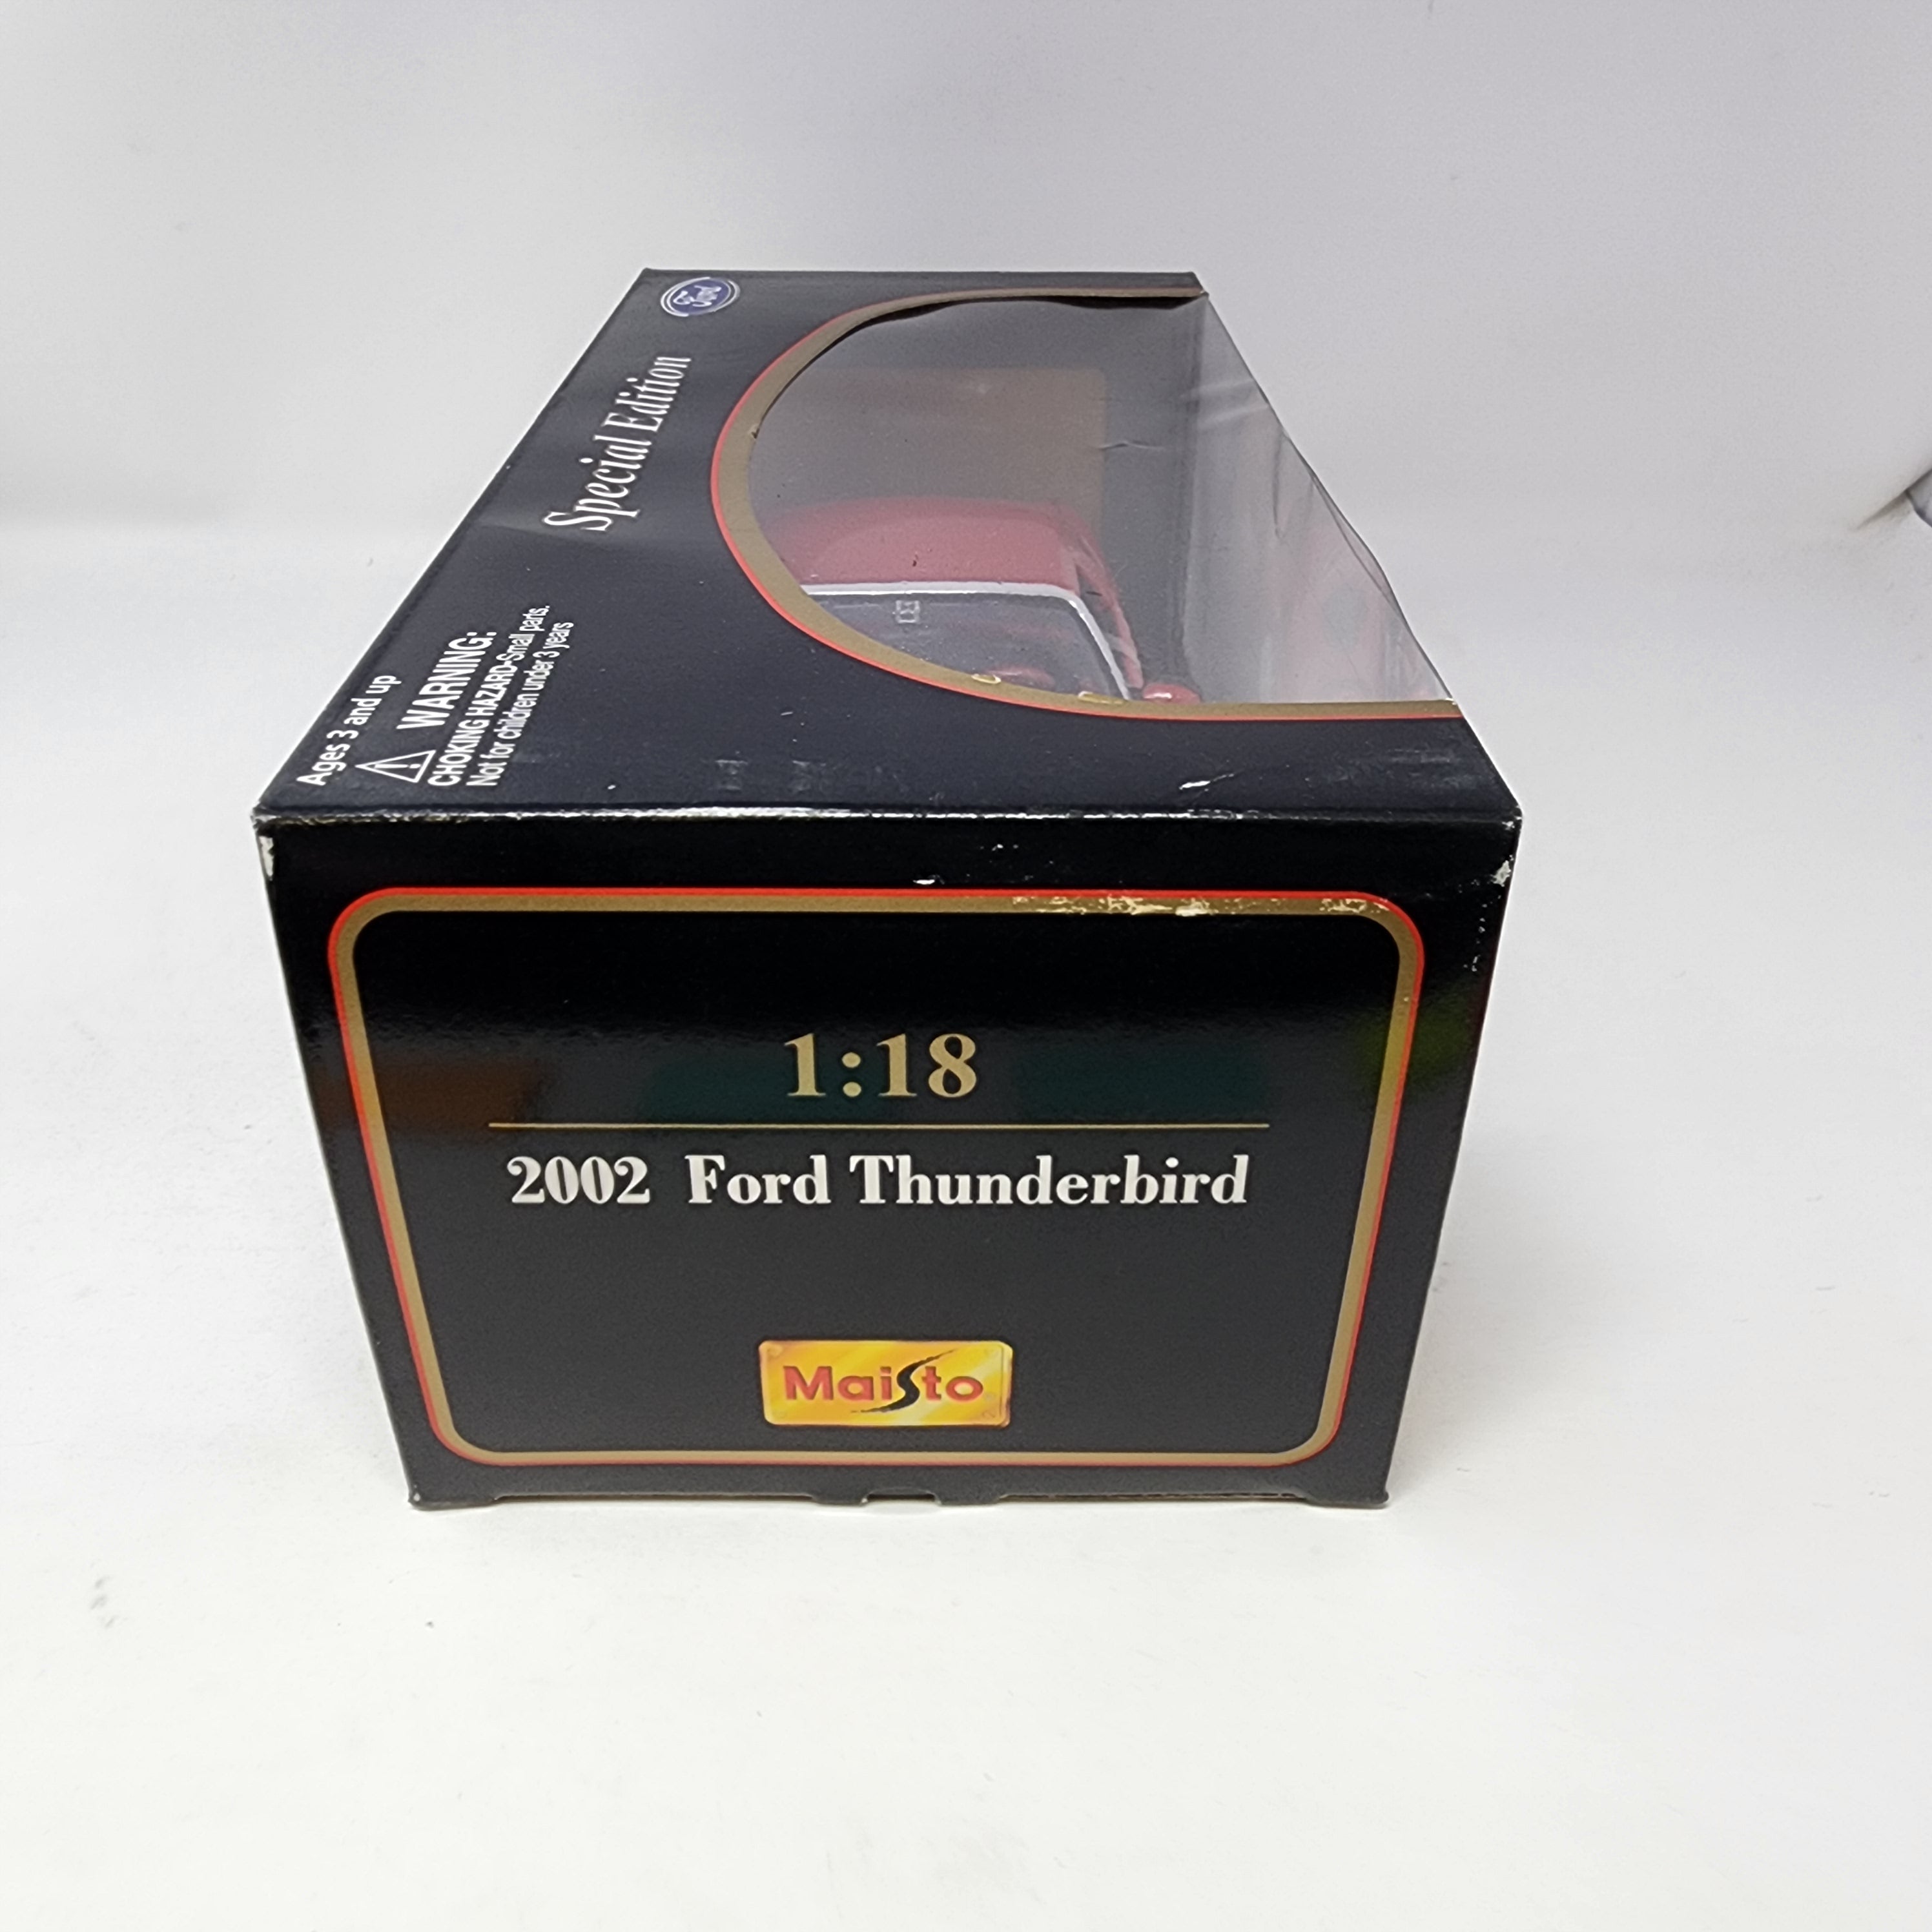 Ford
Special Edition
Ages 3 and up
WARNING:
CHOKING HAZARD-Small parts.
Not for children under 3 years
1:18
2002 Ford Thunderbird
Maisto